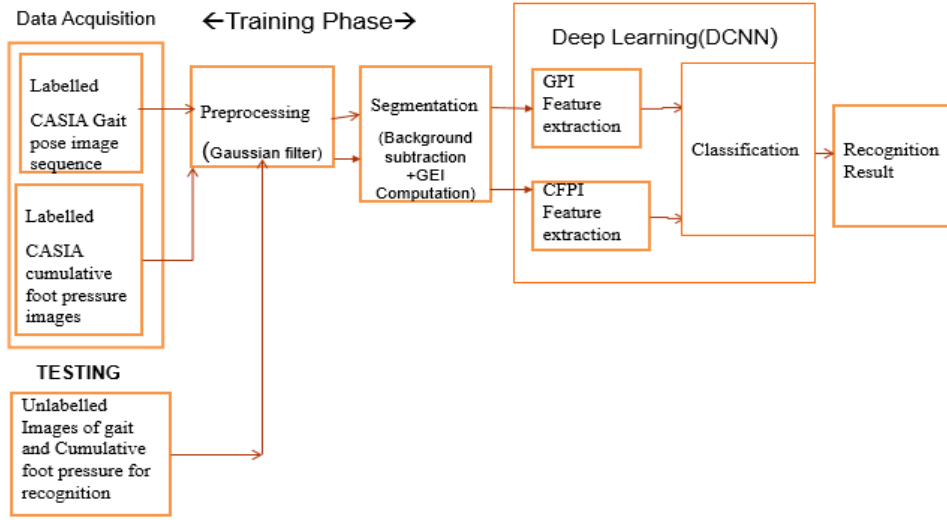 Data Acquisition
←Training Phase→
Labelled
CASIA Gait
pose image
sequence
Labelled
CASIA
cumulative
foot pressure
images
Preprocessing
(Gaussian filter)
Segmentation
(Background
subtraction
+GEI
Computation)
Deep Learning(DCNN)
GPI
Feature
extraction
CFPI
Feature
extraction
Classification
Recognition
Result
TESTING
Unlabelled
Images of gait
and Cumulative
foot pressure for
recognition